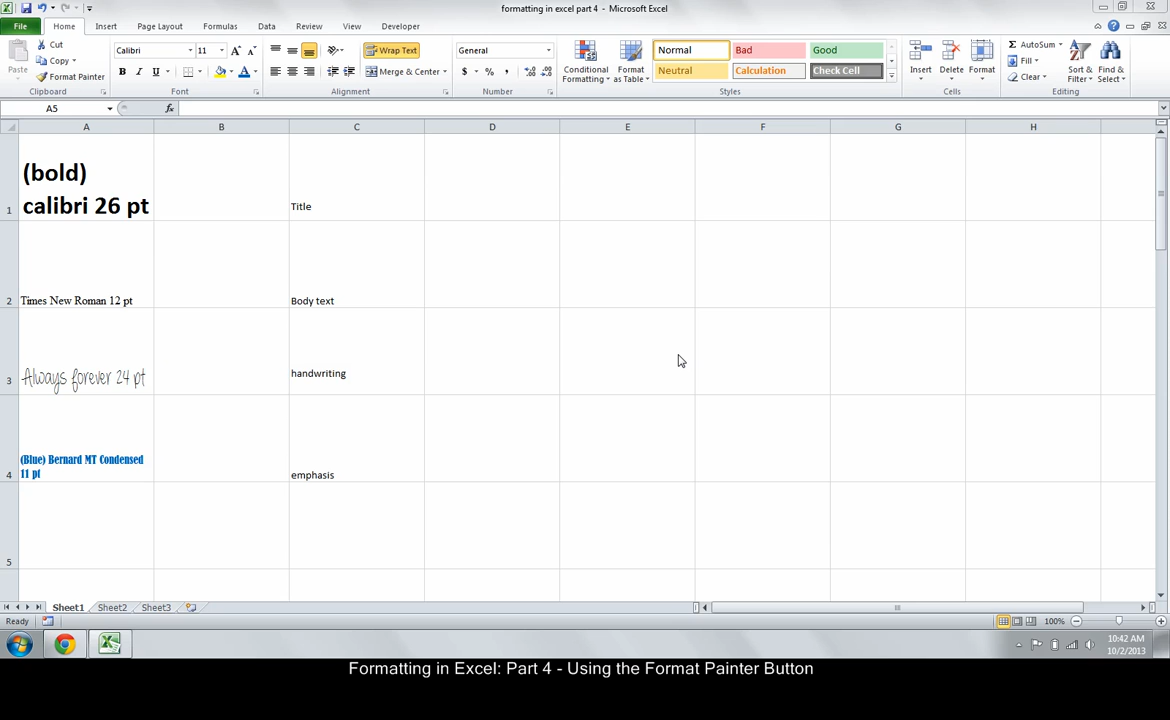 formatting in excel part 4 - Microsoft Excel
File Home Insert Page Layout Formulas Data Review View Developer
Paste
Cut
Copy
Format Painter
Clipboard
Calibri 11
B I U
Font
Wrap Text
Merge & Center
Alignment
General
$ % ,
Number
Conditional Formatting
Format as Table
Normal Bad Good
Neutral Calculation Check Cell
Styles
Insert Delete Format
Cells
AutoSum
Fill
Clear
Sort & Filter
Find & Select
Editing
A5 fx
A B C D E F G H
(bold)
calibri 26 pt
1 Title
2 Times New Roman 12 pt Body text
3 Always forever 24 pt handwriting
(Blue) Bernard MT Condensed
11 pt
4 emphasis
5
Sheet1 Sheet2 Sheet3
Ready 100%
10:42 AM
10/2/2013
Formatting in Excel: Part 4 - Using the Format Painter Button